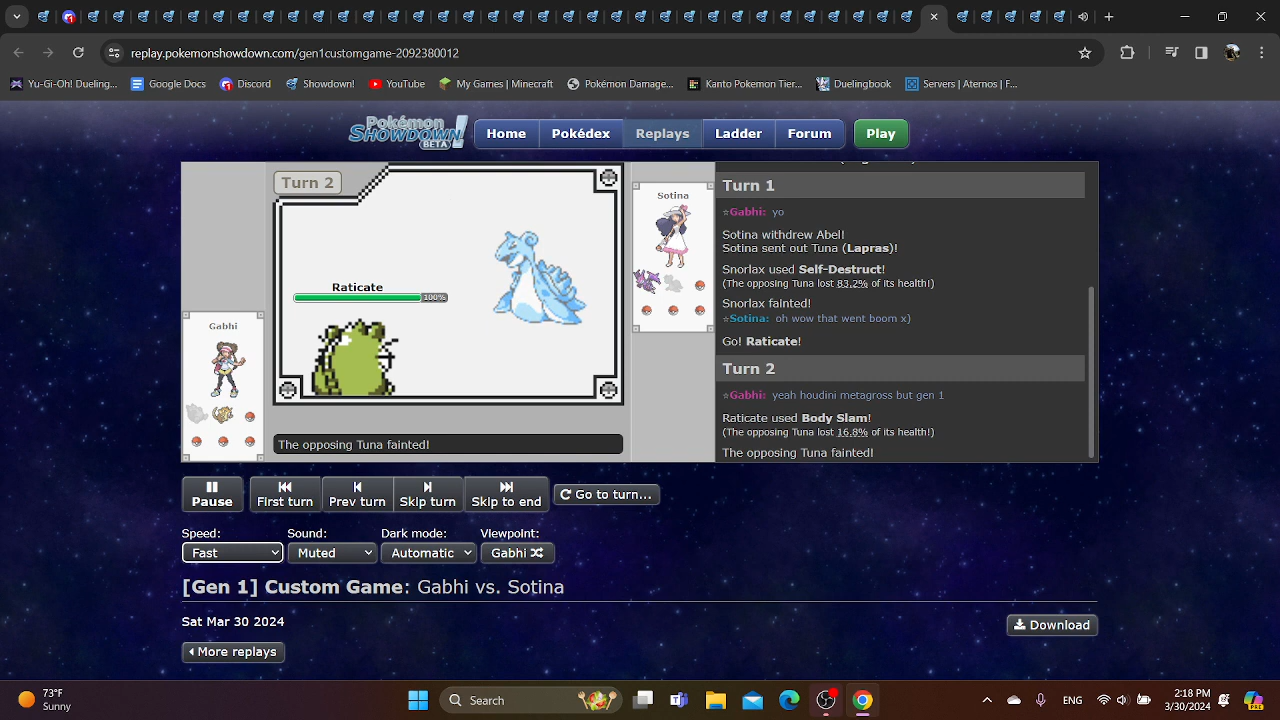 replay.pokemonshowdown.com/gen1customgame-2092380012
Yu-Gi-Oh! Dueling...
Google Docs
Discord
Showdown!
YouTube
My Games | Minecraft
Pokémon Damage...
Kanto Pokemon Tier...
Duelingbook
Servers | Aternos | F...
Pokémon
SHOWDOWN!
BETA
Home
Pokédex
Replays
Ladder
Forum
Play
Turn 2
Sotina
Raticate
100%
Gabhi
The opposing Tuna fainted!
Turn 1
☆Gabhi: yo
Sotina withdrew Abel!
Sotina sent out Tuna (Lapras)!
Snorlax used Self-Destruct!
(The opposing Tuna lost 83.2% of its health!)
Snorlax fainted!
☆Sotina: oh wow that went boom x)
Go! Raticate!
Turn 2
☆Gabhi: yeah houdini metagross but gen 1
Raticate used Body Slam!
(The opposing Tuna lost 16.8% of its health!)
The opposing Tuna fainted!
Pause
First turn
Prev turn
Skip turn
Skip to end
Go to turn...
Speed:
Sound:
Dark mode:
Viewpoint:
Fast
Muted
Automatic
Gabhi
[Gen 1] Custom Game: Gabhi vs. Sotina
Sat Mar 30 2024
Download
More replays
73°F
Sunny
Search
ENG
2:18 PM
3/30/2024
PRE